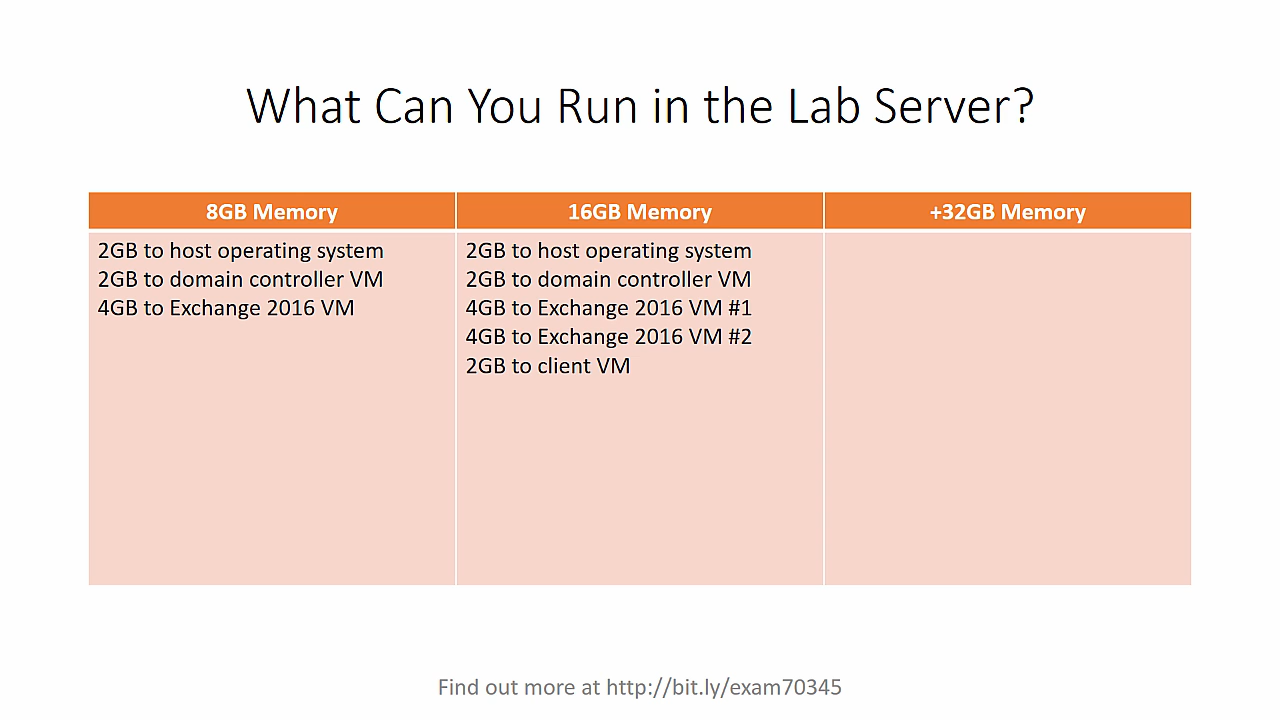 What Can You Run in the Lab Server?
8GB Memory
16GB Memory
+32GB Memory
2GB to host operating system
2GB to domain controller VM
4GB to Exchange 2016 VM
2GB to host operating system
2GB to domain controller VM
4GB to Exchange 2016 VM #1
4GB to Exchange 2016 VM #2
2GB to client VM
Find out more at http://bit.ly/exam70345